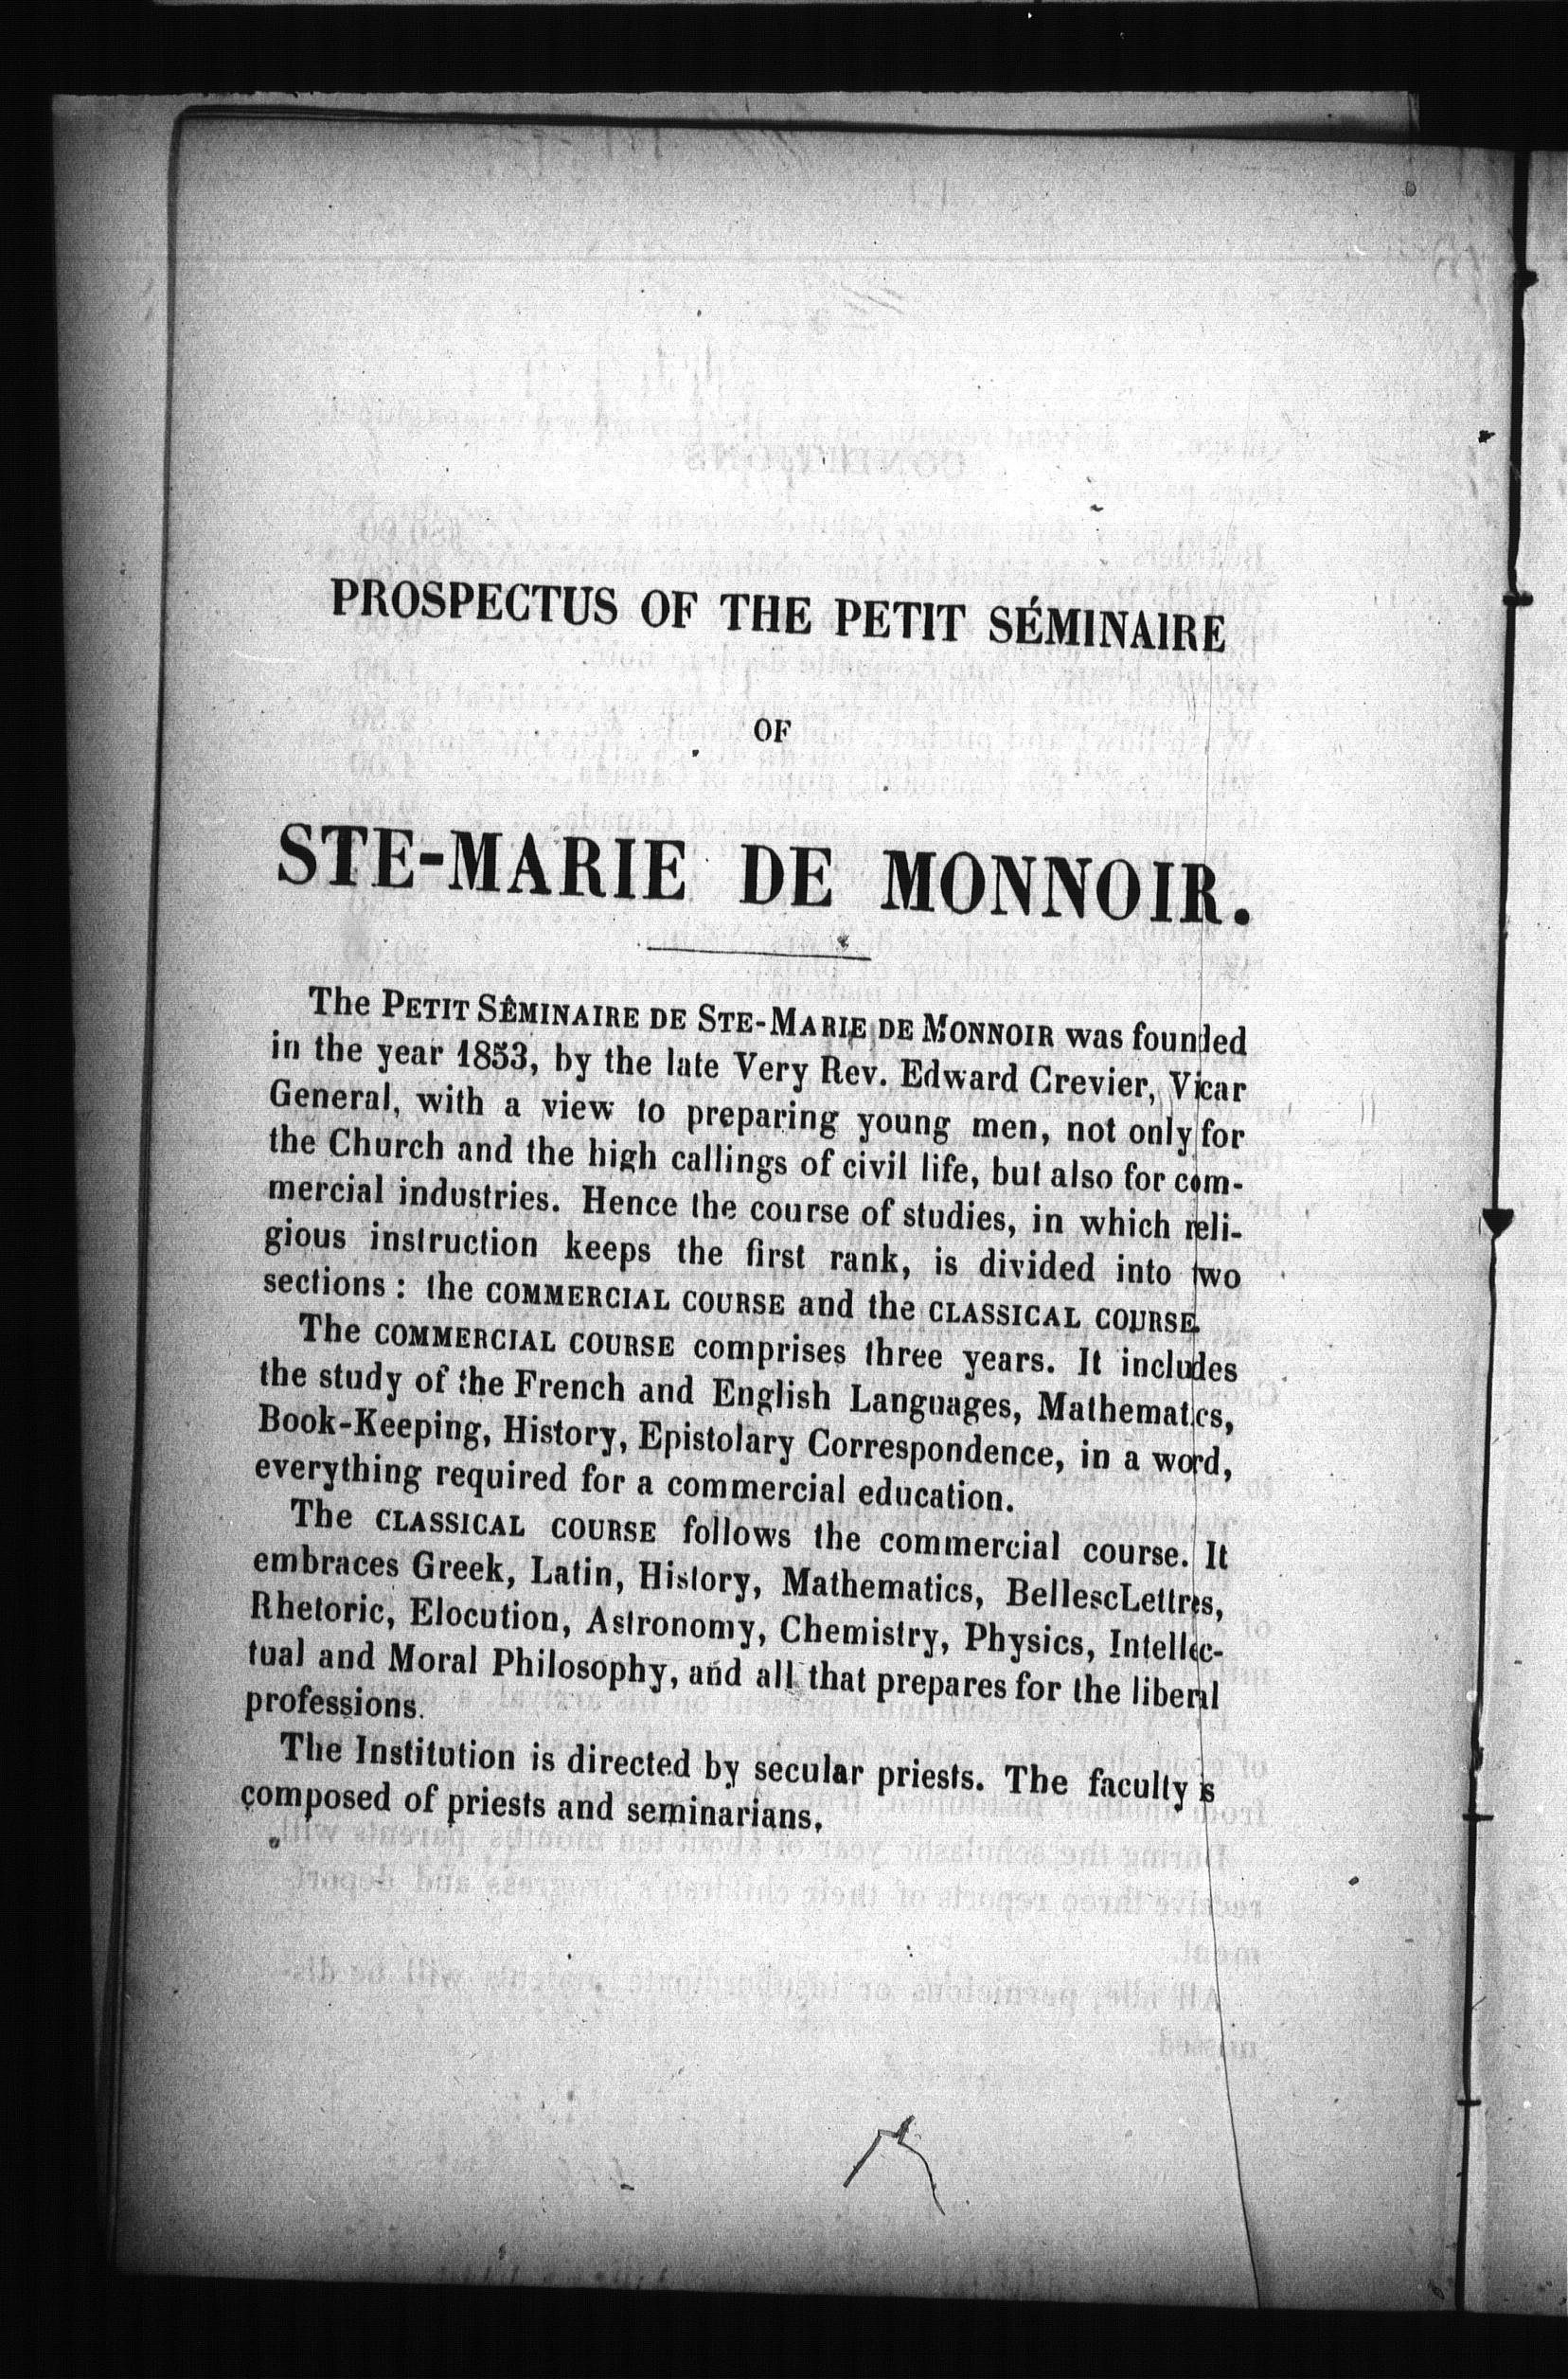 PROSPECTUS OF THE PETIT SÉMINAIRE
OF
STE-MARIE DE MONNOIR.
The PETIT SÊMINAIRE DE STE-MARIE DE MONNOIR was founded
in the year 1853, by the late Very Rev. Edward Crevier, Vicar
General, with a view to preparing young men, not only for
the Church and the high callings of civil life, but also for com-
mercial industries. Hence the course of studies, in which reli-
gious instruction keeps the first rank, is divided into two
sections : the COMMERCIAL COURSE and the CLASSICAL COURSE.
The COMMERCIAL COURSE comprises three years. It includes
the study of the French and English Languages, Mathematics,
Book-Keeping, History, Epistolary Correspondence, in a word,
everything required for a commercial education.
The CLASSICAL COURSE follows the commercial course. It
embraces Greek, Latin, History, Mathematics, BellescLettres,
Rhetoric, Elocution, Astronomy, Chemistry, Physics, Intellec-
tual and Moral Philosophy, and all that prepares for the liberal
professions.
The Institution is directed by secular priests. The faculty is
composed of priests and seminarians.